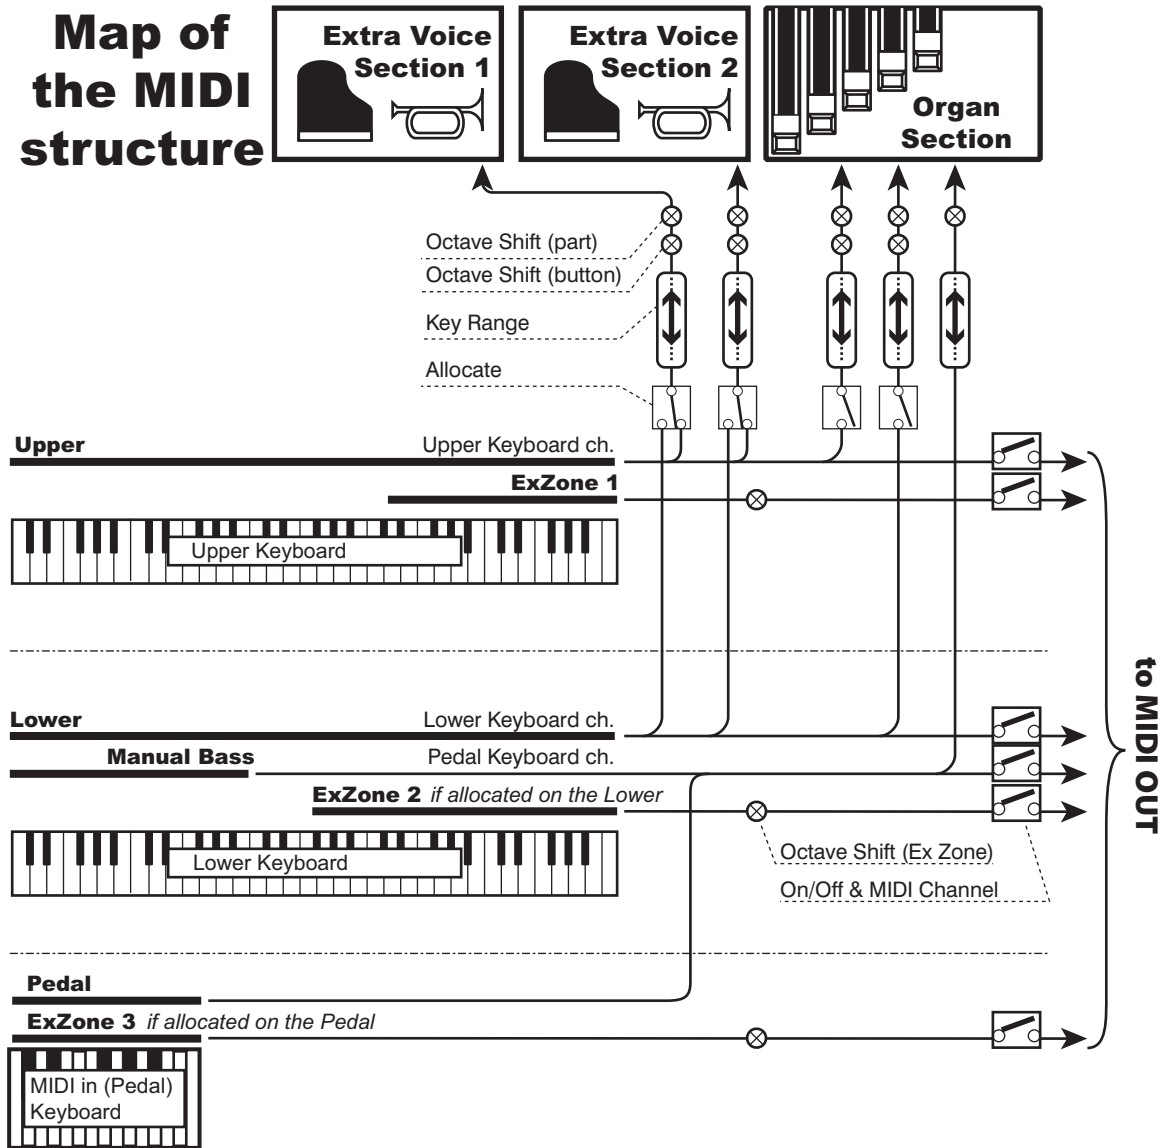 Map of
the MIDI
structure
Extra Voice
Section 1
Extra Voice
Section 2
Organ
Section
Octave Shift (part)
Octave Shift (button)
Key Range
Allocate
Upper
Upper Keyboard ch.
ExZone 1
Upper Keyboard
Lower
Lower Keyboard ch.
Manual Bass
Pedal Keyboard ch.
ExZone 2 if allocated on the Lower
Lower Keyboard
Octave Shift (Ex Zone)
On/Off & MIDI Channel
to MIDI OUT
Pedal
ExZone 3 if allocated on the Pedal
MIDI in (Pedal)
Keyboard